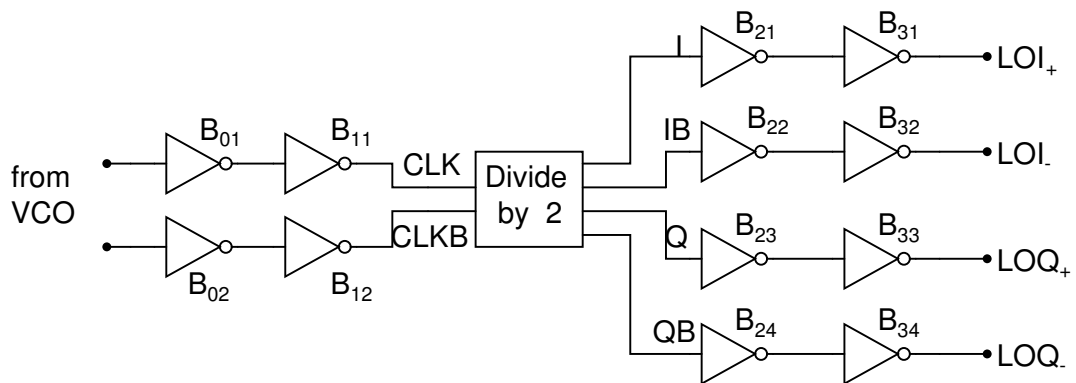 I
B21
B31
LOI+
B01
B11
CLK
IB
B22
B32
LOI-
from
VCO
Divide
by 2
CLKB
Q
B23
B33
LOQ+
B02
B12
QB
B24
B34
LOQ-